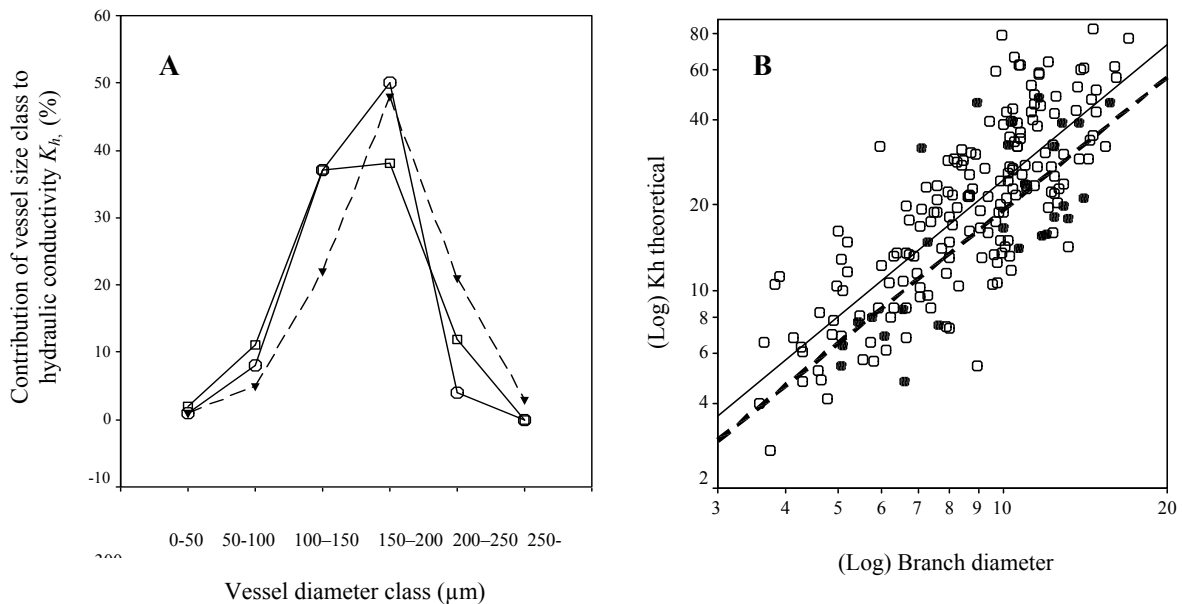 A
60
50
40
30
20
10
0
-10
Contribution of vessel size class to
hydraulic conductivity Kh, (%)
0-50 50-100 100–150 150–200 200–250 250-
Vessel diameter class (µm)
B
80
60
40
20
10
8
6
4
2
(Log) Kh theoretical
3 4 5 6 7 8 9 10 20
(Log) Branch diameter